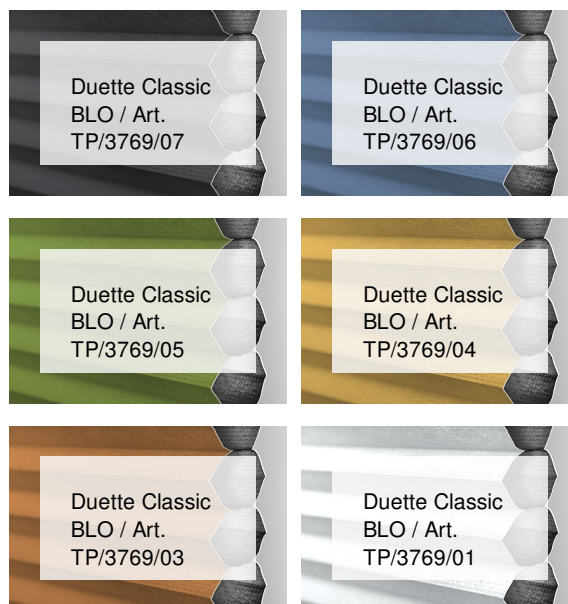 Duette Classic
BLO / Art.
TP/3769/07
Duette Classic
BLO / Art.
TP/3769/06
Duette Classic
BLO / Art.
TP/3769/05
Duette Classic
BLO / Art.
TP/3769/04
Duette Classic
BLO / Art.
TP/3769/03
Duette Classic
BLO / Art.
TP/3769/01